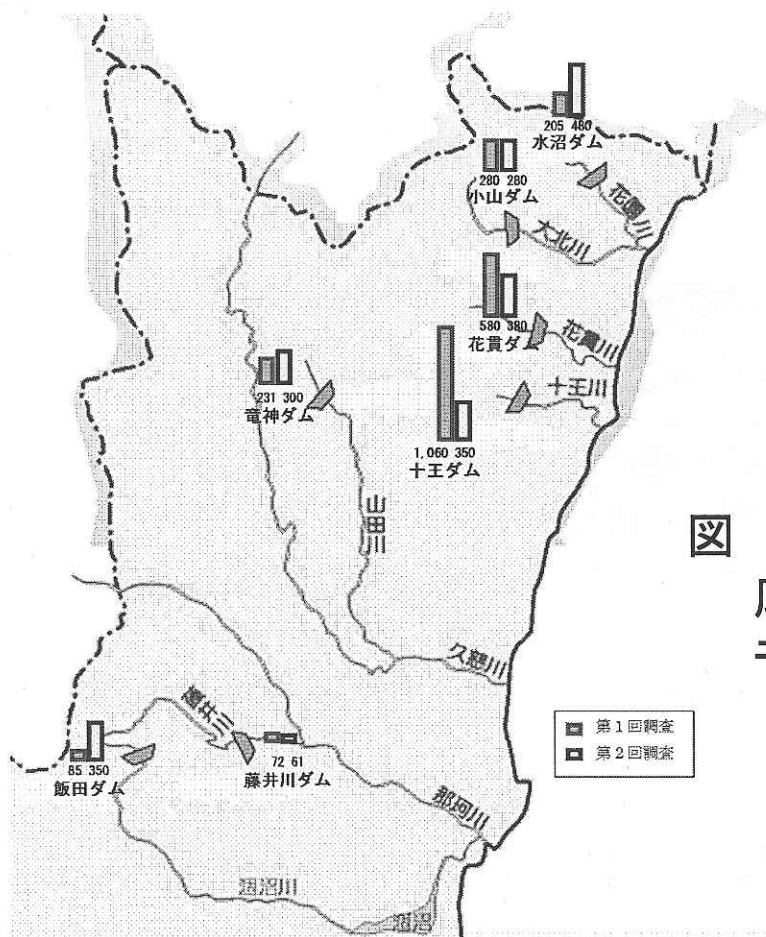 205 480
水沼ダム
280 280
小山ダム
花園川
大北川
580 380
花貫ダム
花貫川
十王川
231 300
竜神ダム
1,060 350
十王ダム
山田川
図
久慈川
第1回調査
第2回調査
藤井川
85 350
飯田ダム
72 61
藤井川ダム
那珂川
涸沼川
涸沼